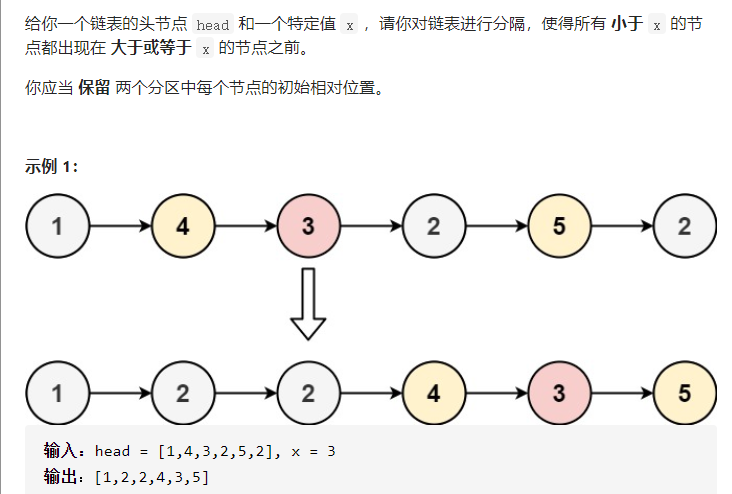 给你一个链表的头节点 head 和一个特定值 x ，请你对链表进行分隔，使得所有 小于 x 的节
点都出现在 大于或等于 x 的节点之前。
你应当 保留 两个分区中每个节点的初始相对位置。
示例 1：
1 4 3 2 5 2
1 2 2 4 3 5
输入：head = [1,4,3,2,5,2], x = 3
输出：[1,2,2,4,3,5]